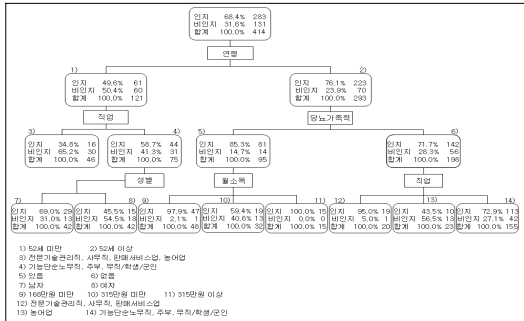 인지 68.4% 283
비인지 31.6% 131
합계 100.0% 414
연령
1) 2)
인지 49.6% 61 인지 76.1% 223
비인지 50.4% 60 비인지 23.9% 70
합계 100.0% 121 합계 100.0% 293
직업 당뇨가족력
3) 4) 5) 6)
인지 34.8% 16 인지 58.7% 44 인지 85.3% 81 인지 71.7% 142
비인지 65.2% 30 비인지 41.3% 31 비인지 14.7% 14 비인지 28.3% 56
합계 100.0% 46 합계 100.0% 75 합계 100.0% 95 합계 100.0% 198
성별 월소득 직업
7) 8) 9) 10) 11) 12) 13) 14)
인지 69.0% 29 인지 45.5% 15 인지 97.9% 47 인지 59.4% 19 인지 100.0% 15 인지 95.0% 19 인지 43.5% 10 인지 72.9% 113
비인지 31.0% 13 비인지 54.5% 18 비인지 2.1% 1 비인지 40.6% 13 비인지 0.0% 0 비인지 5.0% 1 비인지 56.5% 13 비인지 27.1% 42
합계 100.0% 42 합계 100.0% 42 합계 100.0% 48 합계 100.0% 32 합계 100.0% 15 합계 100.0% 20 합계 100.0% 23 합계 100.0% 155
1) 52세 미만 2) 52세 이상
3) 전문기술관리직, 사무직, 판매서비스업, 농어업
4) 기능단순노무직, 주부, 무직/학생/군인
5) 있음 6) 없음
7) 남자 8) 여자
9) 168만원 미만 10) 315만원 미만 11) 315만원 이상
12) 전문기술관리직, 사무직, 판매서비스업
13) 농어업 14) 기능단순노무직, 주부, 무직/학생/군인